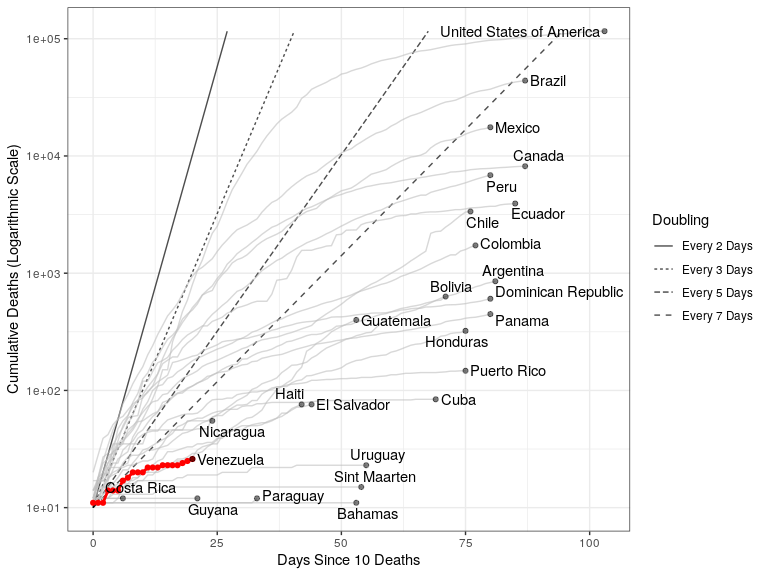 1e+05
1e+04
1e+03
1e+02
1e+01
Cumulative Deaths (Logarithmic Scale)
United States of America
Brazil
Mexico
Canada
Peru
Ecuador
Chile
Colombia
Argentina
Bolivia
Dominican Republic
Guatemala
Panama
Honduras
Puerto Rico
Haiti
El Salvador
Cuba
Nicaragua
Venezuela
Uruguay
Sint Maarten
Costa Rica
Paraguay
Guyana
Bahamas
0
25
50
75
100
Days Since 10 Deaths
Doubling
Every 2 Days
Every 3 Days
Every 5 Days
Every 7 Days